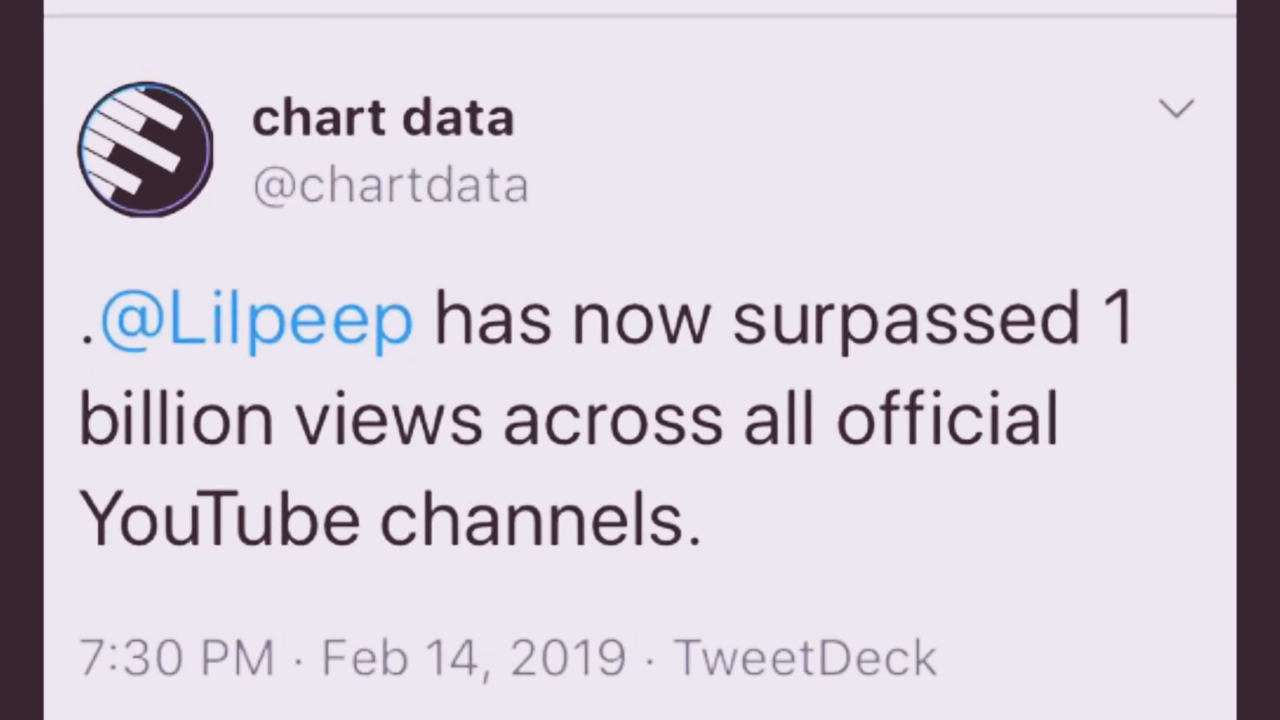 chart data
@chartdata
.@Lilpeep has now surpassed 1
billion views across all official
YouTube channels.
7:30 PM · Feb 14, 2019 · TweetDeck